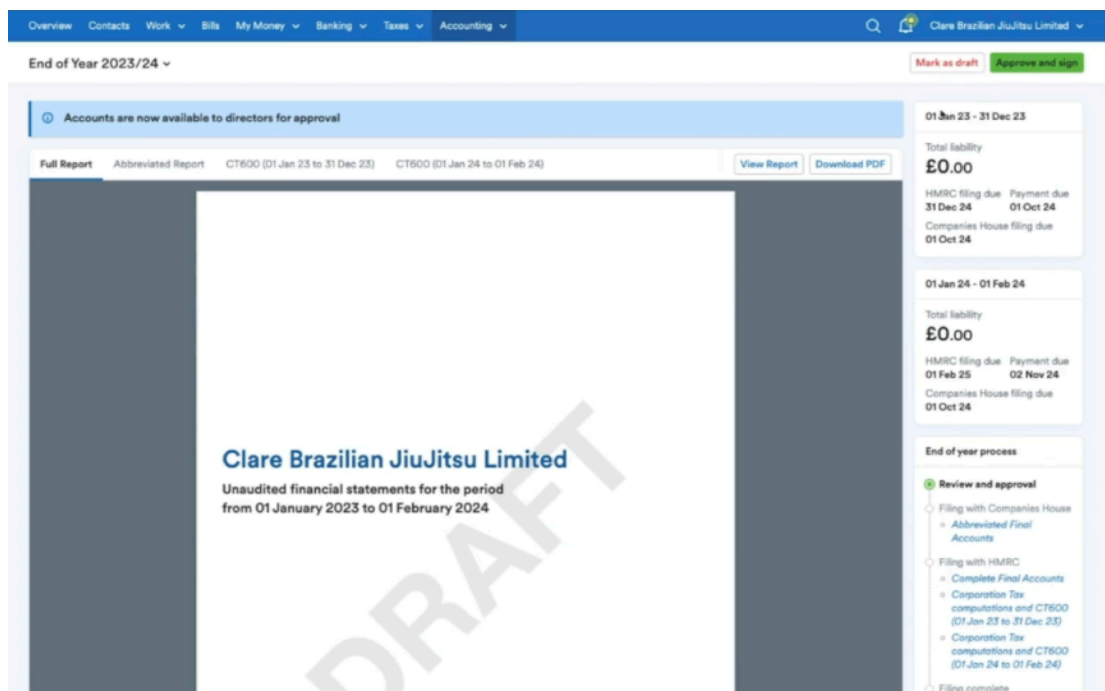 Overview Contacts Work Bills My Money Banking Taxes Accounting Clare Brazilian JiuJitsu Limited
End of Year 2023/24 Mark as draft Approve and sign
Accounts are now available to directors for approval
Full Report Abbreviated Report CT600 (01 Jan 23 to 31 Dec 23) CT600 (01 Jan 24 to 01 Feb 24) View Report Download PDF
Clare Brazilian JiuJitsu Limited
Unaudited financial statements for the period
from 01 January 2023 to 01 February 2024
DRAFT
01 Jan 23 - 31 Dec 23
Total liability
£0.00
HMRC filing due Payment due
31 Dec 24 01 Oct 24
Companies House filing due
01 Oct 24
01 Jan 24 - 01 Feb 24
Total liability
£0.00
HMRC filing due Payment due
01 Feb 25 02 Nov 24
Companies House filing due
01 Oct 24
End of year process
Review and approval
Filing with Companies House
Abbreviated Final
Accounts
Filing with HMRC
Complete Final Accounts
Corporation Tax
computations and CT600
(01 Jan 23 to 31 Dec 23)
Corporation Tax
computations and CT600
(01 Jan 24 to 01 Feb 24)
Filing complete